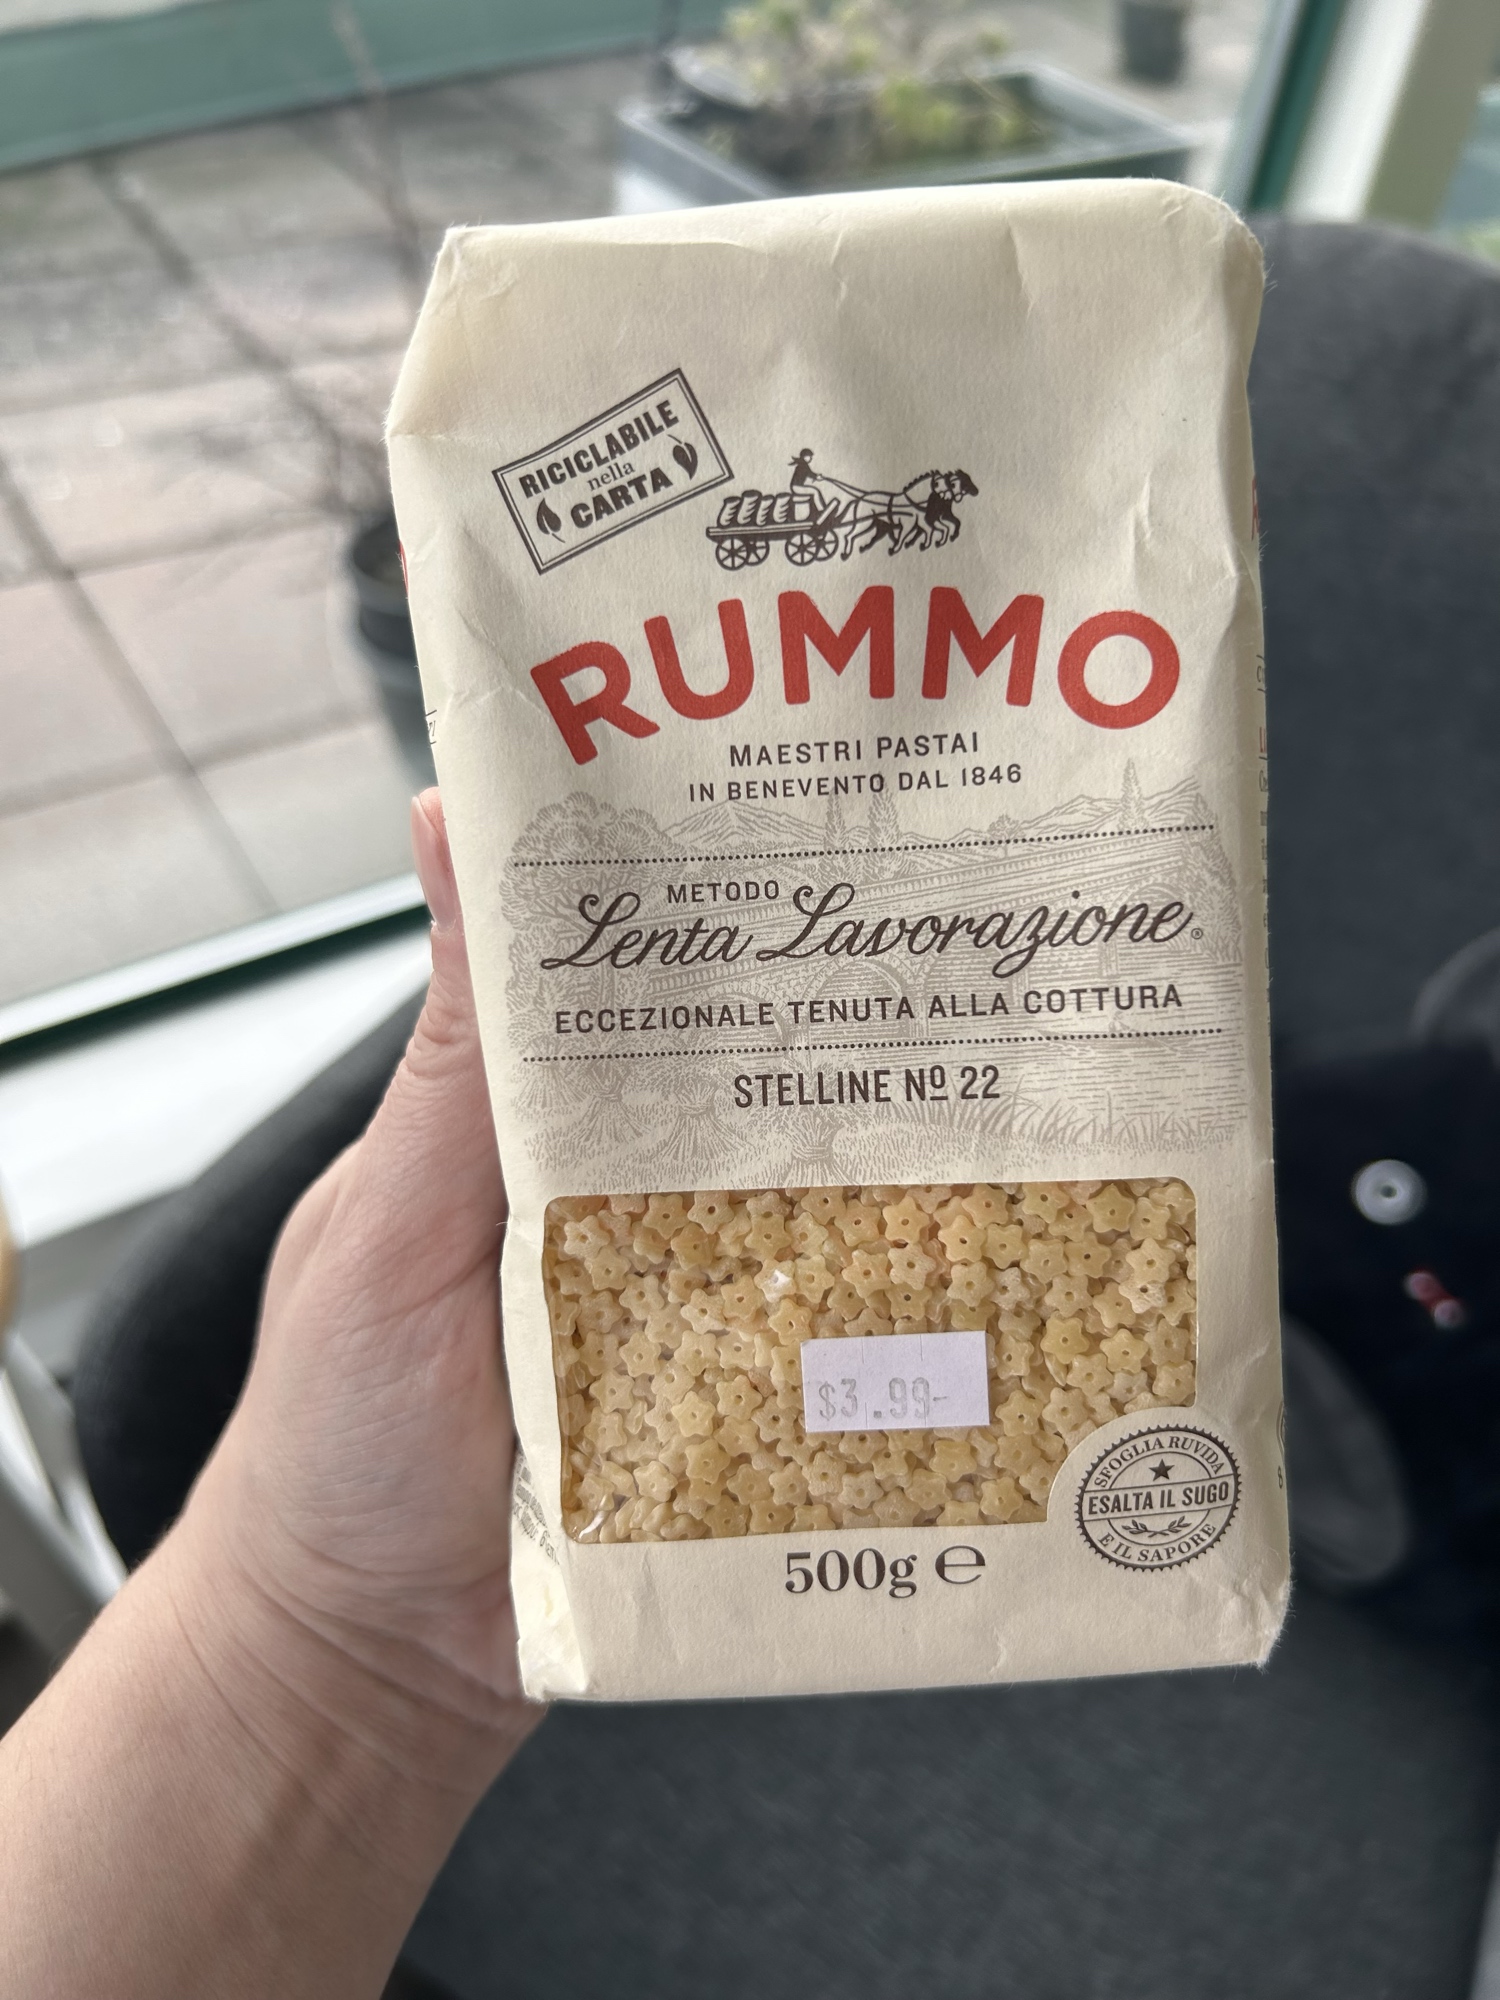 RICICLABILE
nella
CARTA
RUMMO
MAESTRI PASTAI
IN BENEVENTO DAL 1846
METODO
Lenta Lavorazione®
ECCEZIONALE TENUTA ALLA COTTURA
STELLINE Nº 22
$3.99-
SFOGLIA RUVIDA
ESALTA IL SUGO
E IL SAPORE
500g ℮